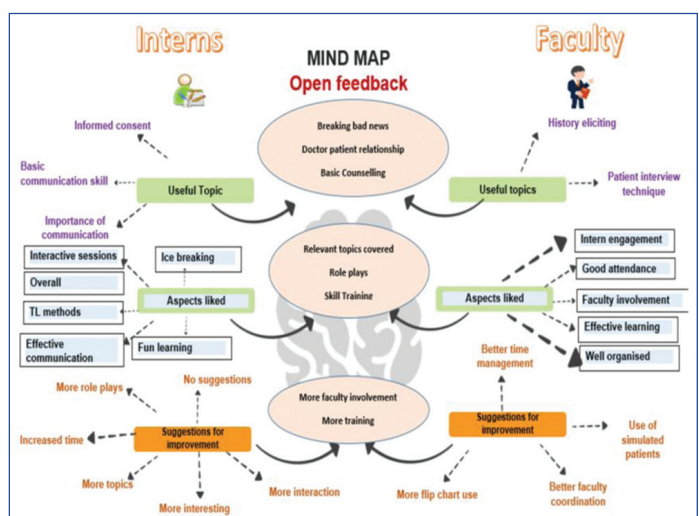 Interns
Faculty
MIND MAP
Open feedback
Informed consent
Basic
communication skill
Importance of
communication
Useful Topic
Breaking bad news
Doctor patient relationship
Basic Counselling
History eliciting
Patient interview
technique
Useful topics
Interactive sessions
Overall
TL methods
Effective
communication
Ice breaking
Aspects liked
Fun learning
Relevant topics covered
Role plays
Skill Training
Aspects liked
Intern engagement
Good attendance
Faculty involvement
Effective learning
Well organised
More role plays
No suggestions
Increased time
Suggestions for
improvement
More topics
More interesting
More interaction
More faculty involvement
More training
Better time
management
Suggestions for
improvement
Use of
simulated
patients
More flip chart use
Better faculty
coordination